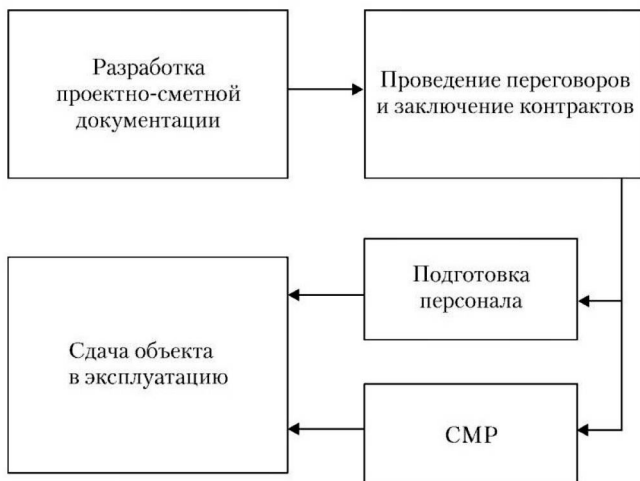 Разработка
проектно-сметной
документации
Проведение переговоров
и заключение контрактов
Подготовка
персонала
Сдача объекта
в эксплуатацию
СМР